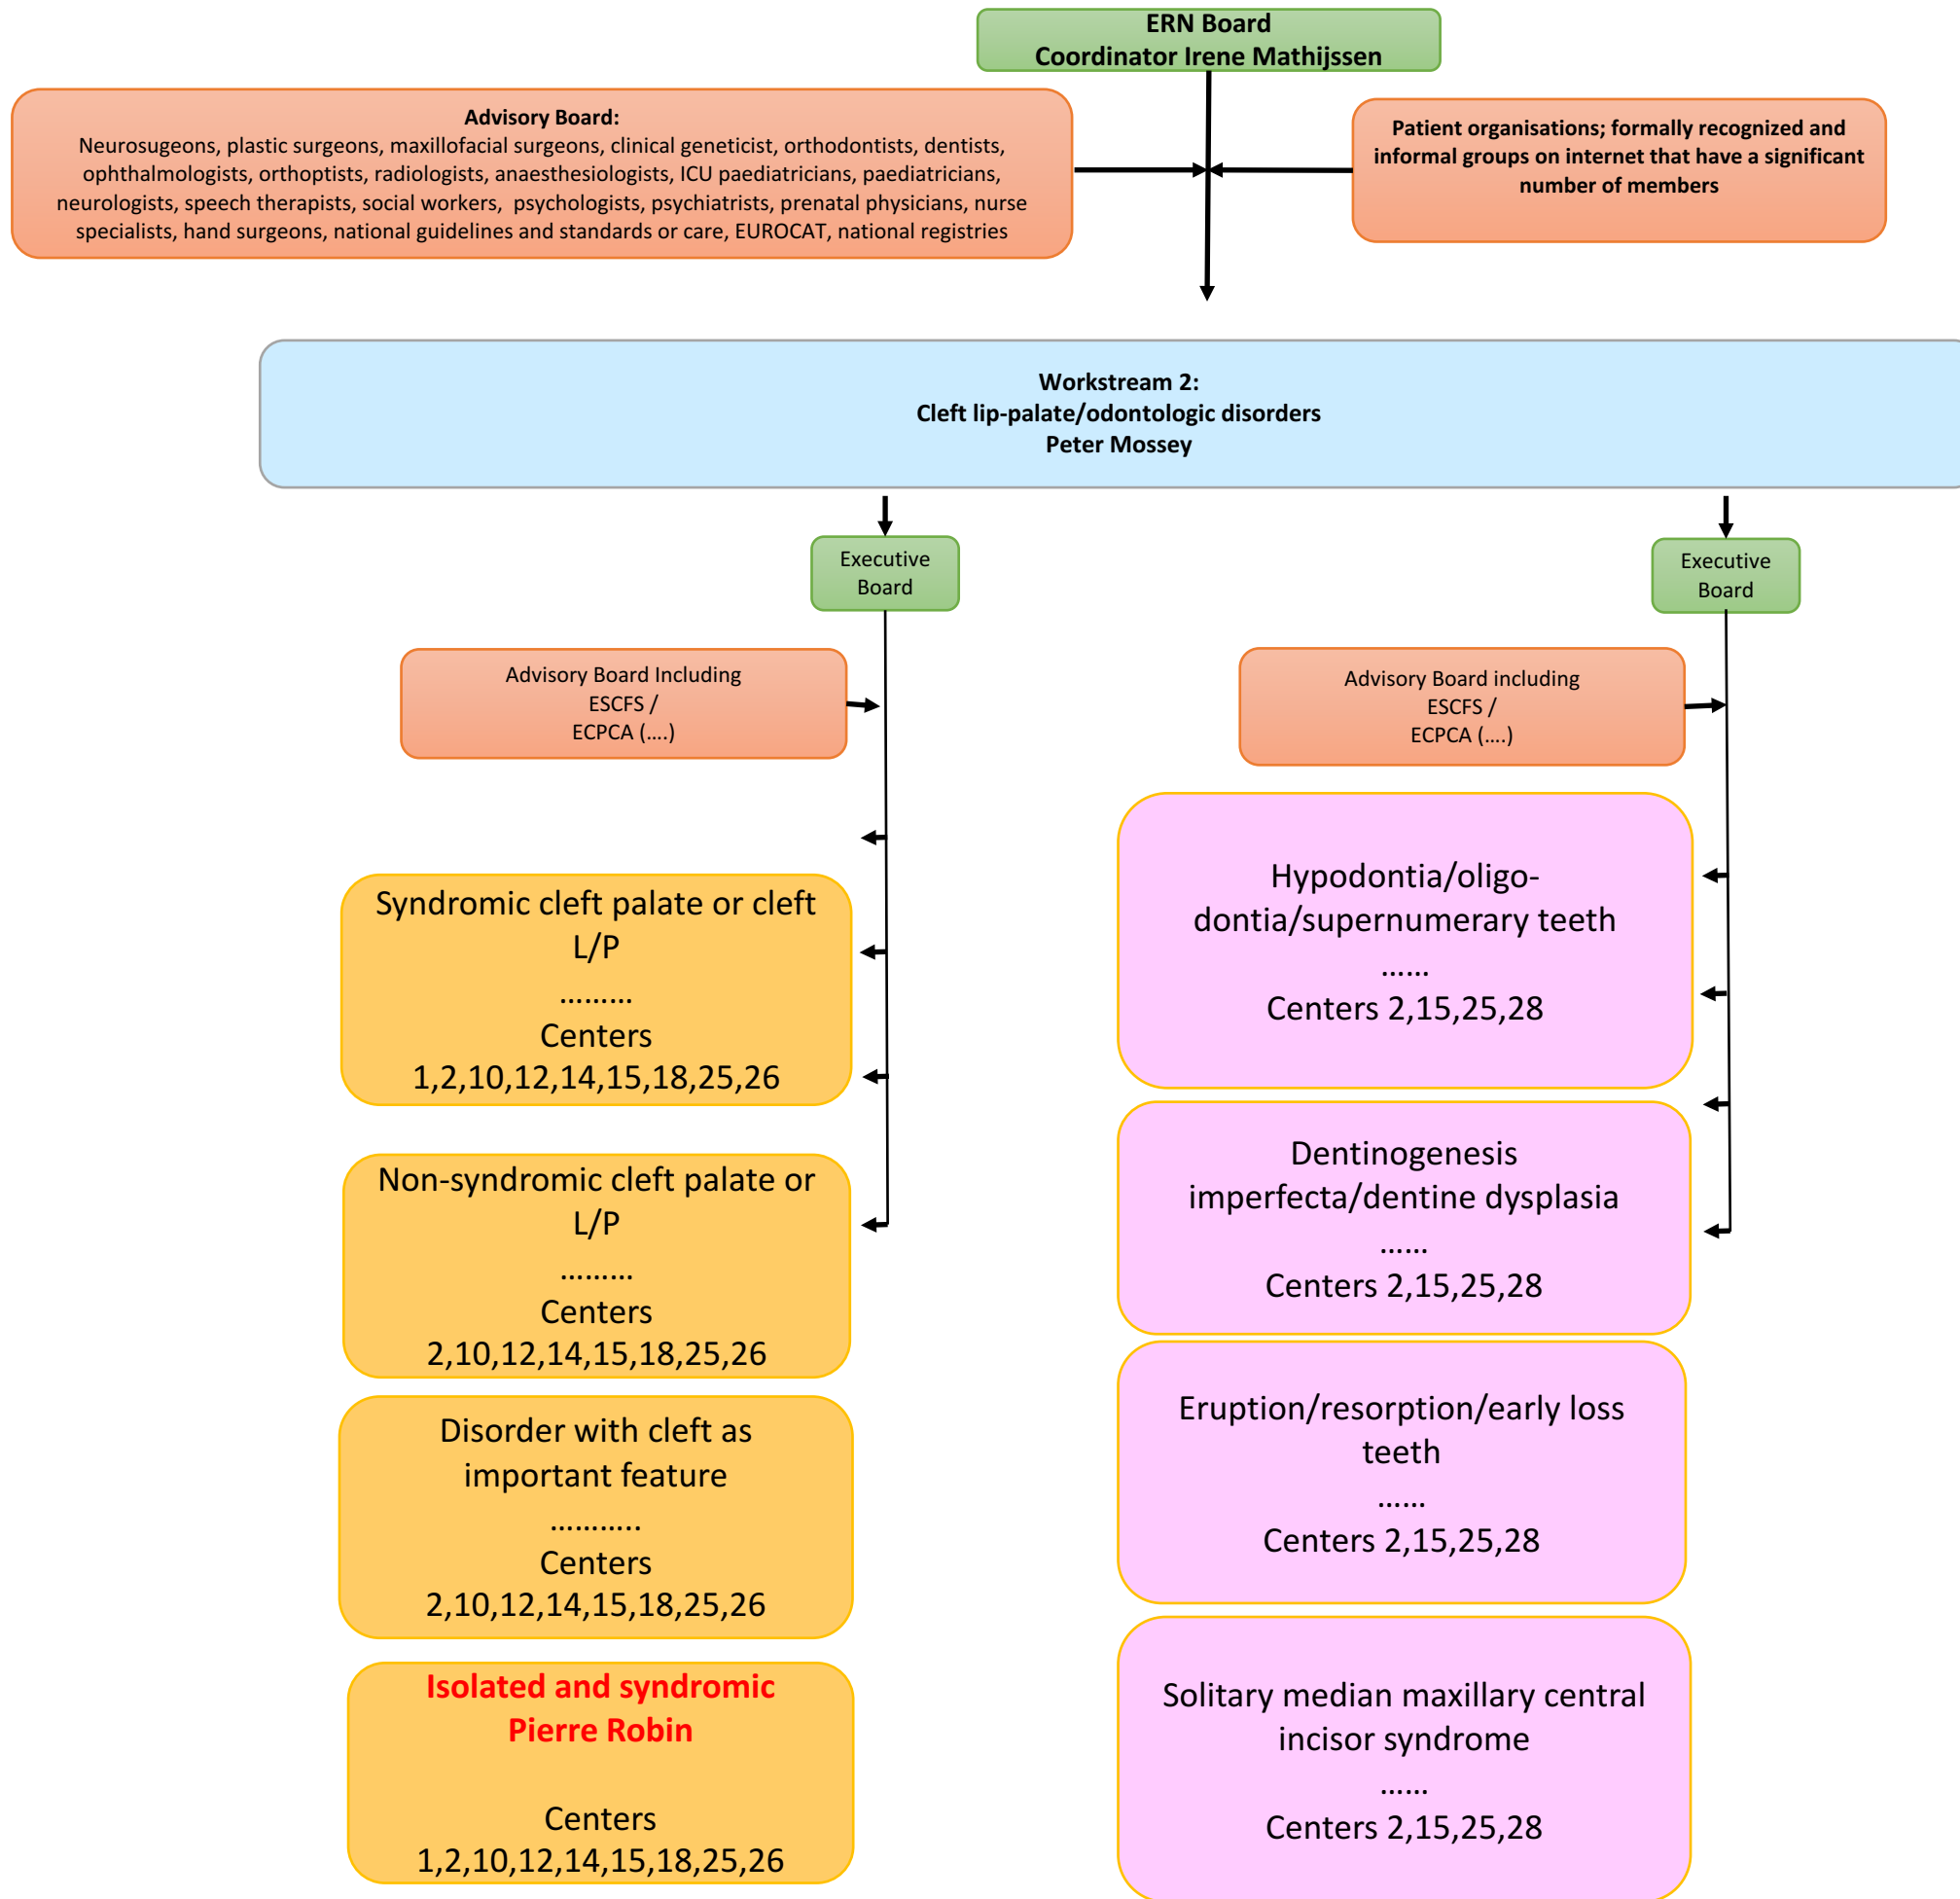 ERN Board
Coordinator Irene Mathijssen
Advisory Board:
Neurosugeons, plastic surgeons, maxillofacial surgeons, clinical geneticist, orthodontists, dentists,
ophthalmologists, orthoptists, radiologists, anaesthesiologists, ICU paediatricians, paediatricians,
neurologists, speech therapists, social workers,  psychologists, psychiatrists, prenatal physicians, nurse
specialists, hand surgeons, national guidelines and standards or care, EUROCAT, national registries
Patient organisations; formally recognized and
informal groups on internet that have a significant
number of members
Workstream 2:
Cleft lip-palate/odontologic disorders
Peter Mossey
Executive
Board
Executive
Board
Advisory Board Including
ESCFS /
ECPCA (....)
Advisory Board including
ESCFS /
ECPCA (....)
Syndromic cleft palate or cleft
L/P
.........
Centers
1,2,10,12,14,15,18,25,26
Non-syndromic cleft palate or
L/P
.........
Centers
2,10,12,14,15,18,25,26
Disorder with cleft as
important feature
...........
Centers
2,10,12,14,15,18,25,26
Isolated and syndromic
Pierre Robin
Centers
1,2,10,12,14,15,18,25,26
Hypodontia/oligo-
dontia/supernumerary teeth
......
Centers 2,15,25,28
Dentinogenesis
imperfecta/dentine dysplasia
......
Centers 2,15,25,28
Eruption/resorption/early loss
teeth
......
Centers 2,15,25,28
Solitary median maxillary central
incisor syndrome
......
Centers 2,15,25,28